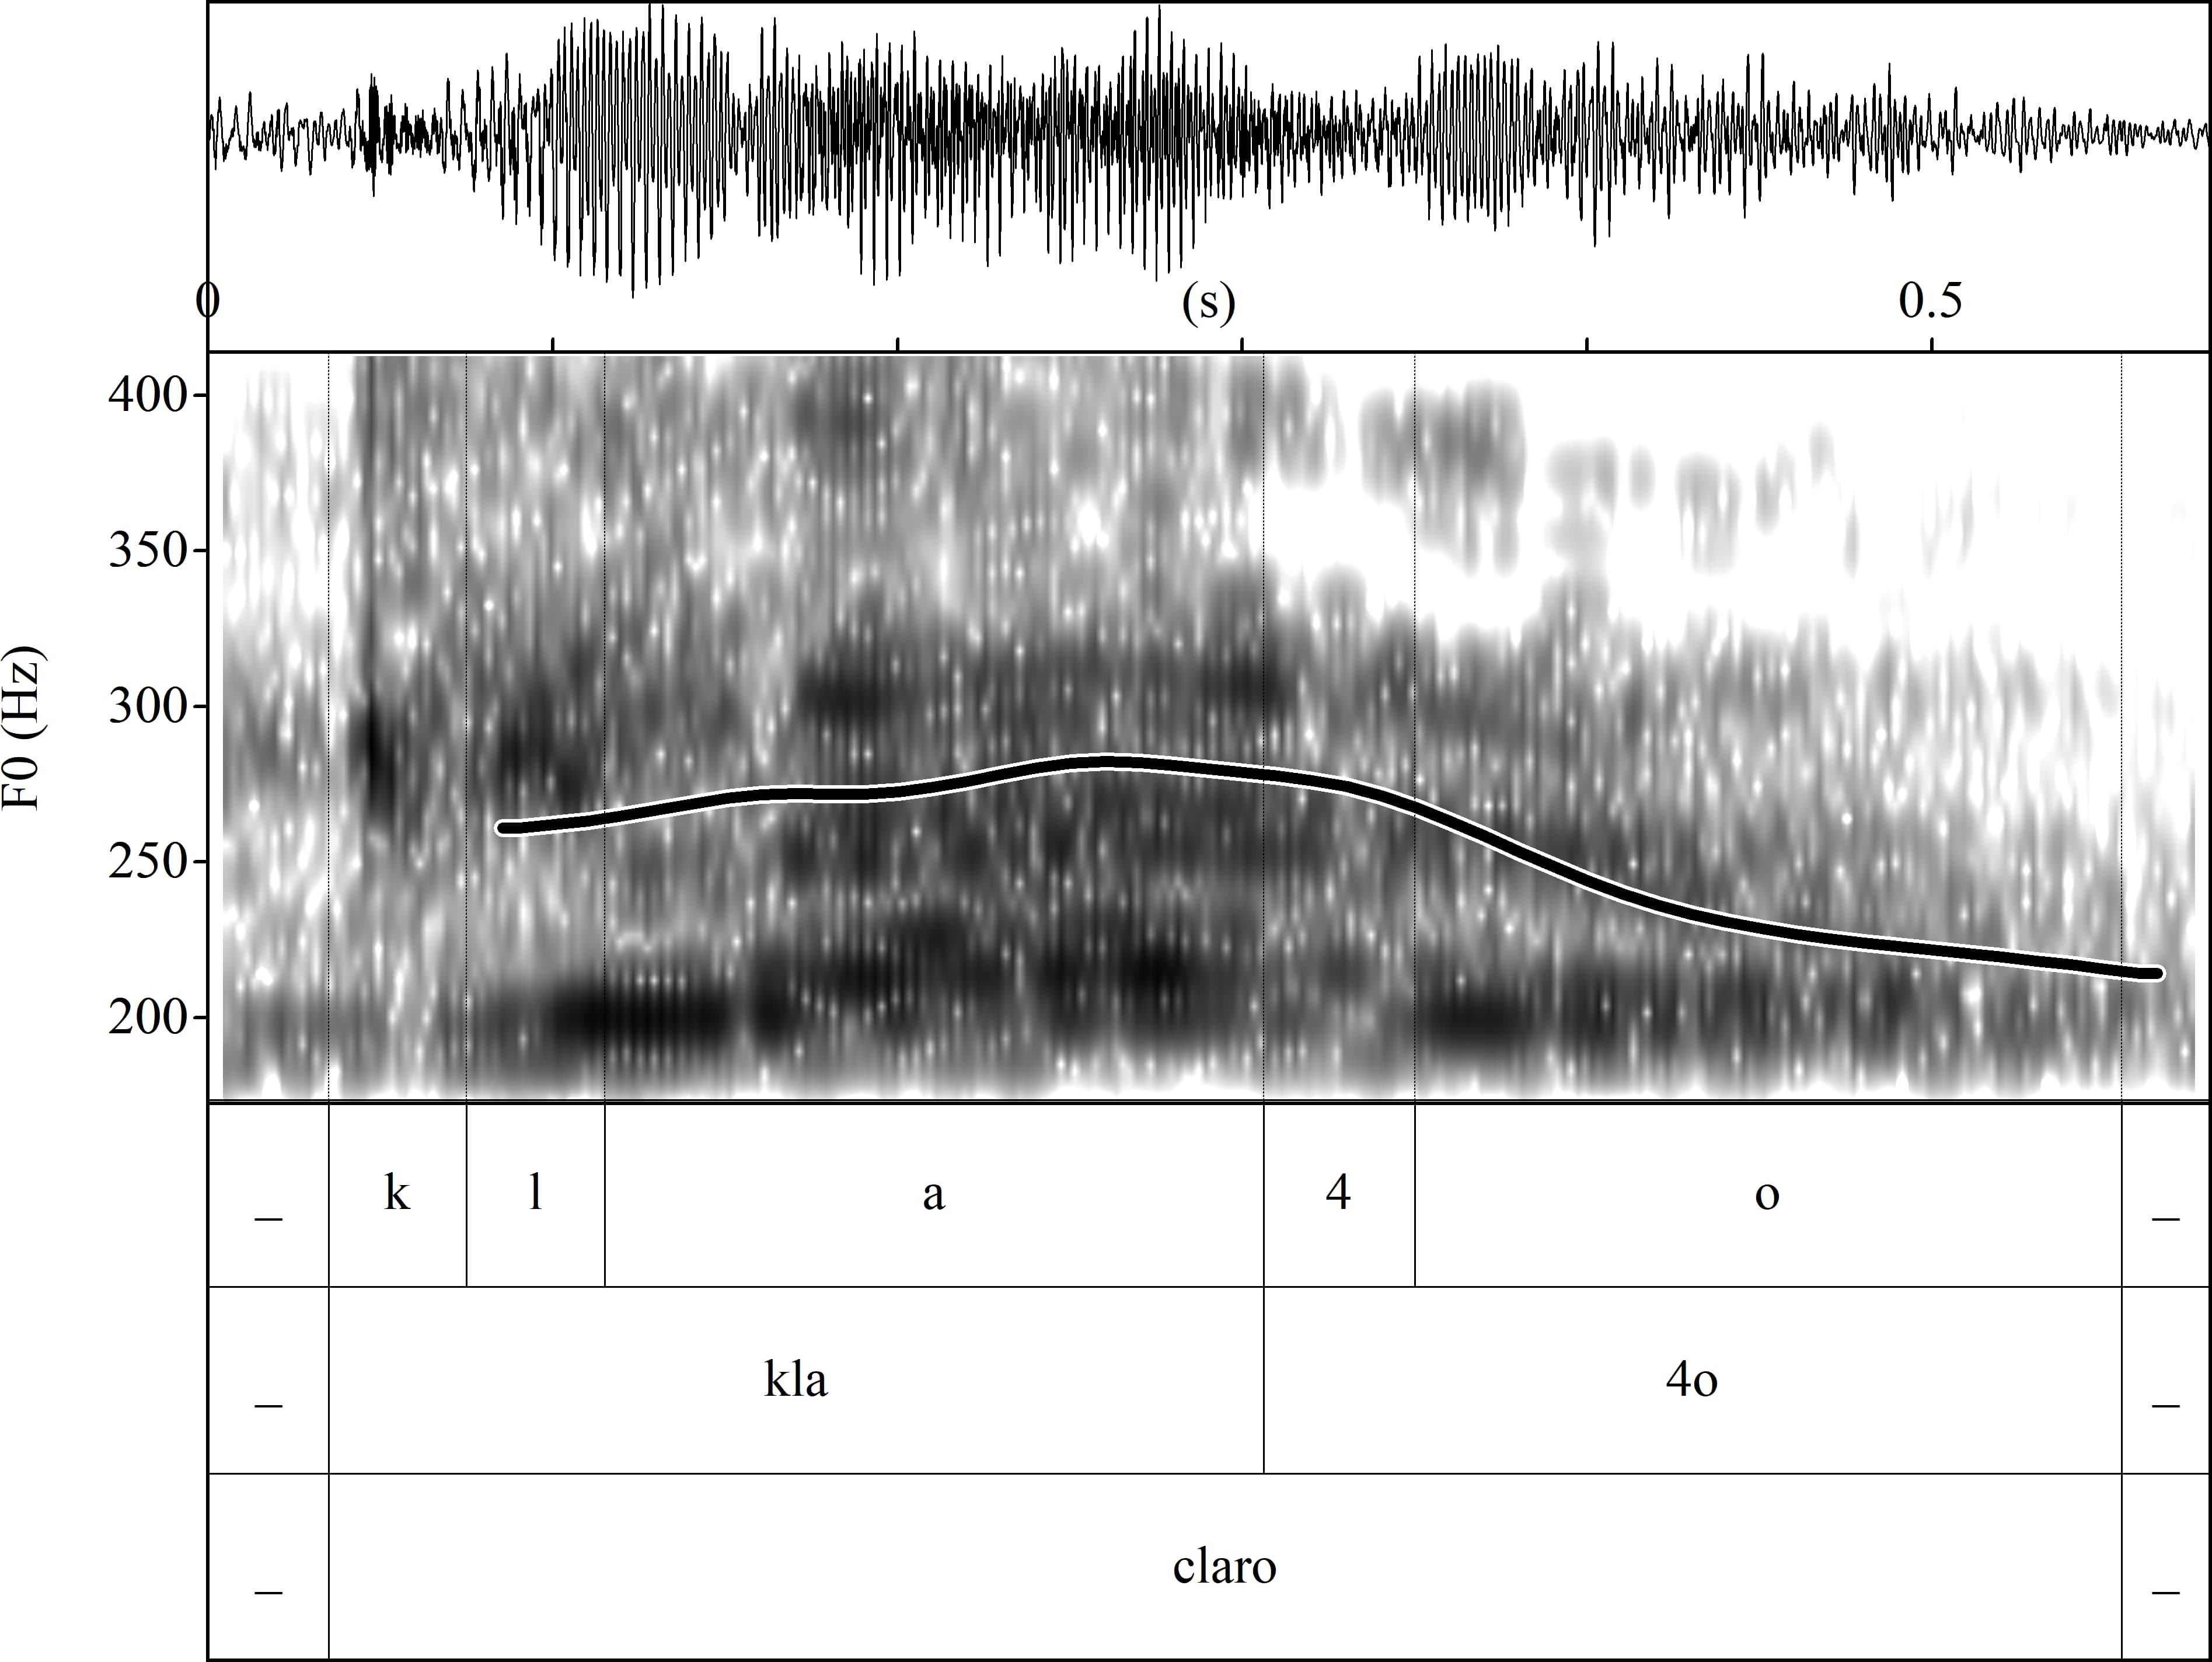 0 (s) 0.5
400
350
300
250
200
F0 (Hz)
– k l a 4 o –
– kla 4o –
– claro –